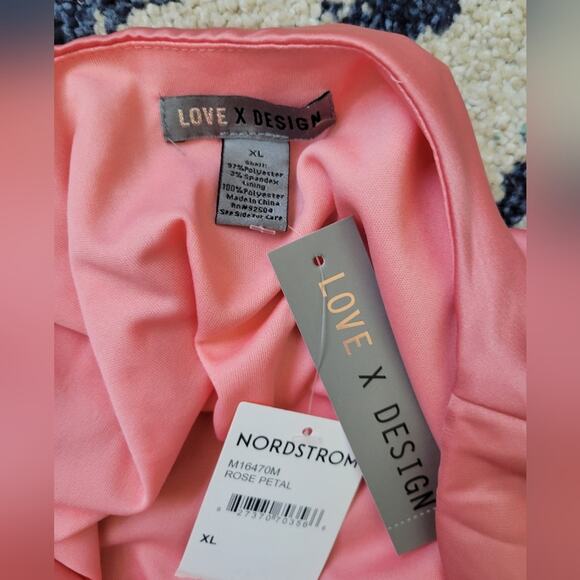 LOVE X DESIGN
XL
Shell:
97%Polyester
3%Spandex
Lining
100%Polyester
Made In China
Rn#92504
See Side For Care
LOVE X DESIGN
NORDSTROM
M16470M
ROSE PETAL
XL